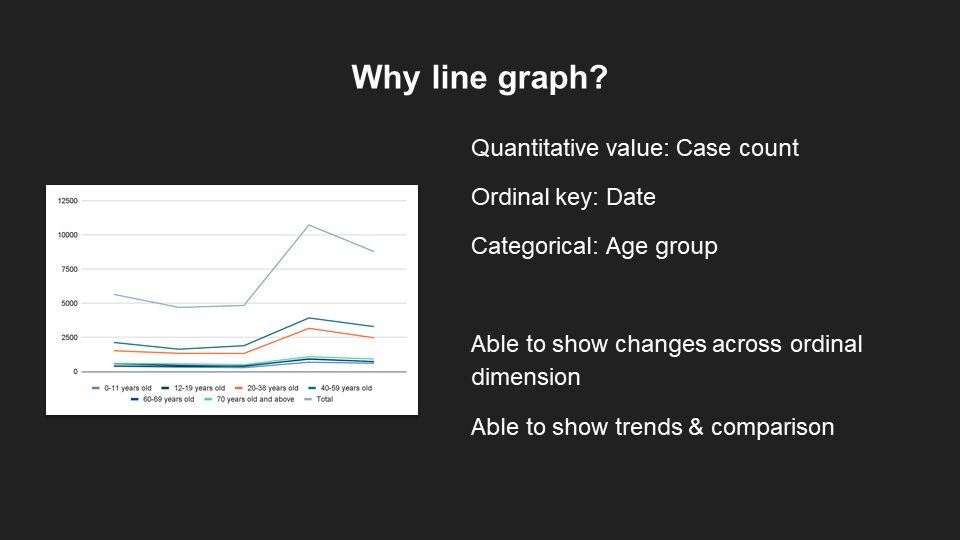 Why line graph?
Quantitative value: Case count
Ordinal key: Date
Categorical: Age group
Able to show changes across ordinal
dimension
Able to show trends & comparison
12500
10000
7500
5000
2500
0
0-11 years old 12-19 years old 20-38 years old 40-59 years old
60-69 years old 70 years old and above Total